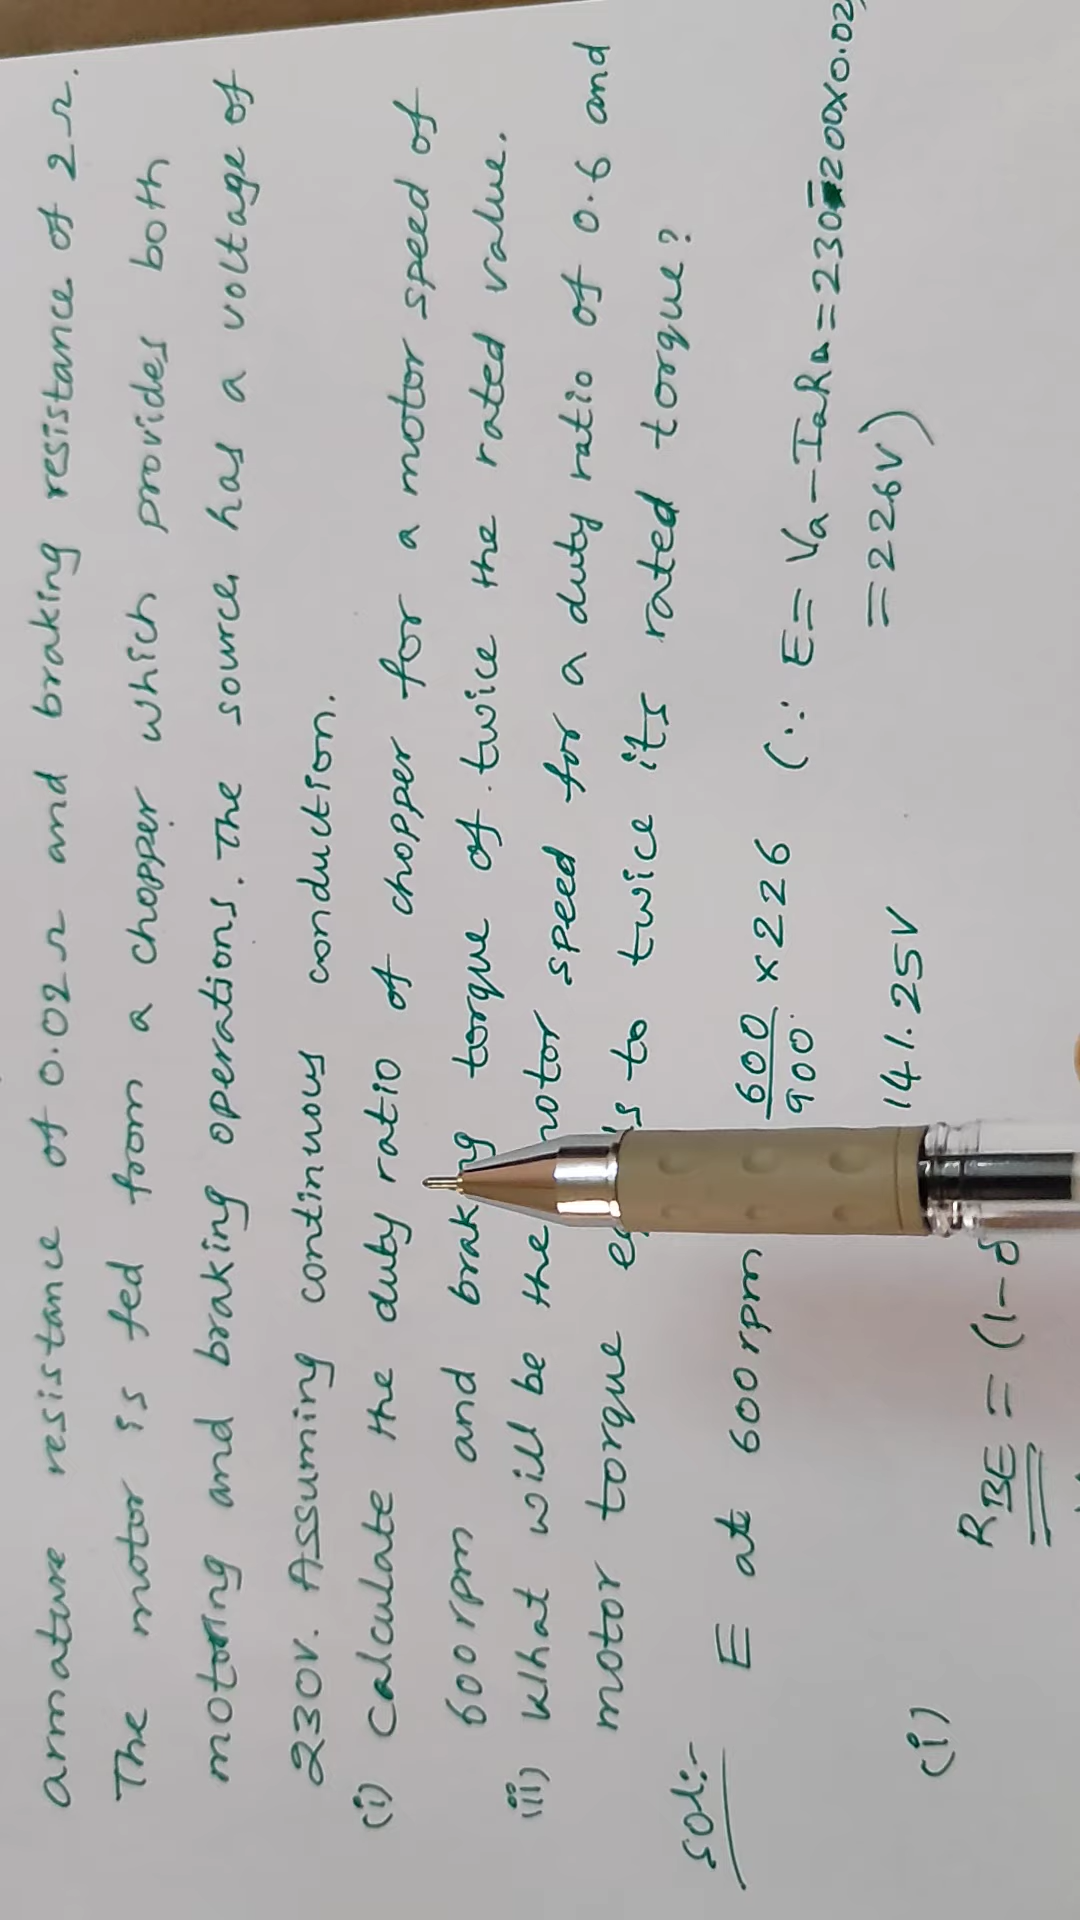 armature resistance of 0.02Ω and braking resistance of 2Ω.
The motor is fed from a chopper which provides both
motoring and braking operations. The source has a voltage of
230V. Assuming continuous conduction.
(i) calculate the duty ratio of chopper for a motor speed of
600 rpm and braking torque of twice the rated value.
ii) What will be the motor speed for a duty ratio of 0.6 and
motor torque to twice its rated torque?
Sol:- E at 600 rpm 600/900 × 226 (∵ E = Va - IaRa = 230-200×0.02
= 226V)
141.25V
(i) RBE = (1-δ